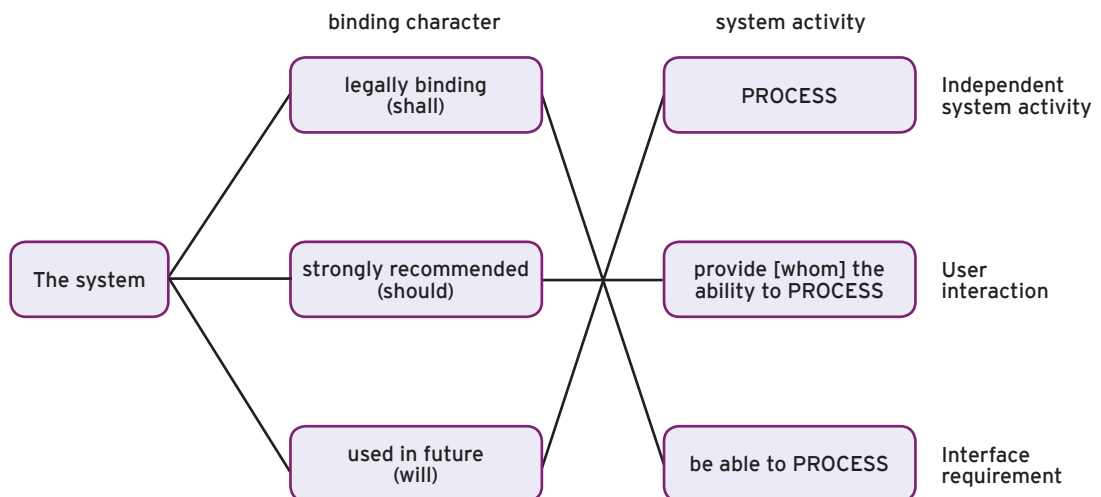 binding character
system activity
legally binding
(shall)
PROCESS
Independent
system activity
The system
strongly recommended
(should)
provide [whom] the
ability to PROCESS
User
interaction
used in future
(will)
be able to PROCESS
Interface
requirement